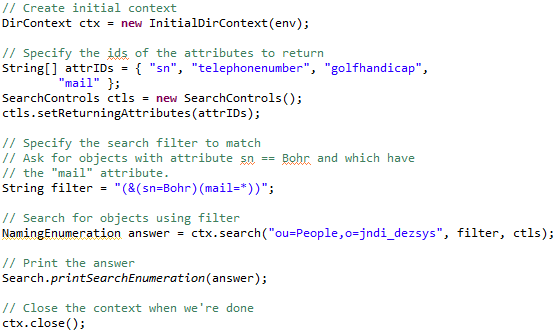 // Create initial context
DirContext ctx = new InitialDirContext(env);
// Specify the ids of the attributes to return
String[] attrIDs = { "sn", "telephonenumber", "golfhandicap",
"mail" };
SearchControls ctls = new SearchControls();
ctls.setReturningAttributes(attrIDs);
// Specify the search filter to match
// Ask for objects with attribute sn == Bohr and which have
// the "mail" attribute.
String filter = "(&(sn=Bohr)(mail=*))";
// Search for objects using filter
NamingEnumeration answer = ctx.search("ou=People,o=jndi_dezsys", filter, ctls);
// Print the answer
Search.printSearchEnumeration(answer);
// Close the context when we're done
ctx.close();